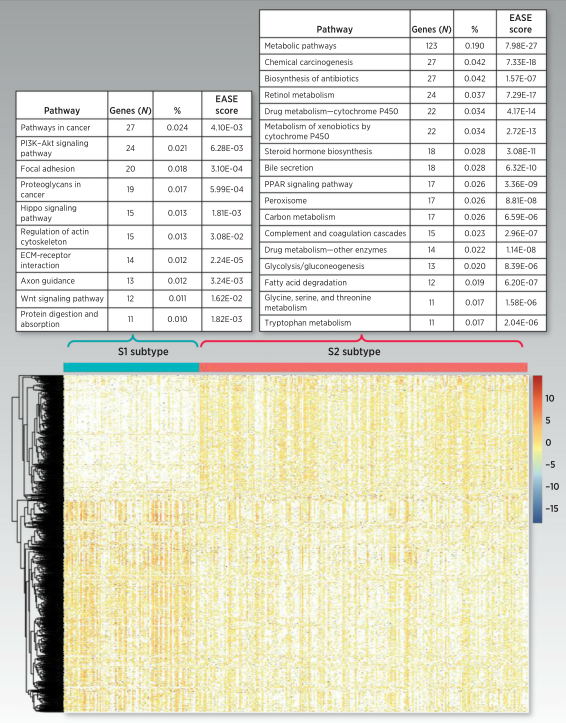 Pathway Genes (N) % EASE score
Pathways in cancer 27 0.024 4.10E-03
PI3K–Akt signaling pathway 24 0.021 6.28E-03
Focal adhesion 20 0.018 3.10E-04
Proteoglycans in cancer 19 0.017 5.99E-04
Hippo signaling pathway 15 0.013 1.81E-03
Regulation of actin cytoskeleton 15 0.013 3.08E-02
ECM-receptor interaction 14 0.012 2.24E-05
Axon guidance 13 0.012 3.24E-03
Wnt signaling pathway 12 0.011 1.62E-02
Protein digestion and absorption 11 0.010 1.82E-03
Pathway Genes (N) % EASE score
Metabolic pathways 123 0.190 7.98E-27
Chemical carcinogenesis 27 0.042 7.33E-18
Biosynthesis of antibiotics 27 0.042 1.57E-07
Retinol metabolism 24 0.037 7.29E-17
Drug metabolism—cytochrome P450 22 0.034 4.17E-14
Metabolism of xenobiotics by cytochrome P450 22 0.034 2.72E-13
Steroid hormone biosynthesis 18 0.028 3.08E-11
Bile secretion 18 0.028 6.32E-10
PPAR signaling pathway 17 0.026 3.36E-09
Peroxisome 17 0.026 8.81E-08
Carbon metabolism 17 0.026 6.59E-06
Complement and coagulation cascades 15 0.023 2.96E-07
Drug metabolism—other enzymes 14 0.022 1.14E-08
Glycolysis/gluconeogenesis 13 0.020 8.39E-06
Fatty acid degradation 12 0.019 6.20E-07
Glycine, serine, and threonine metabolism 11 0.017 1.58E-06
Tryptophan metabolism 11 0.017 2.04E-06
S1 subtype
S2 subtype
10
5
0
−5
−10
−15